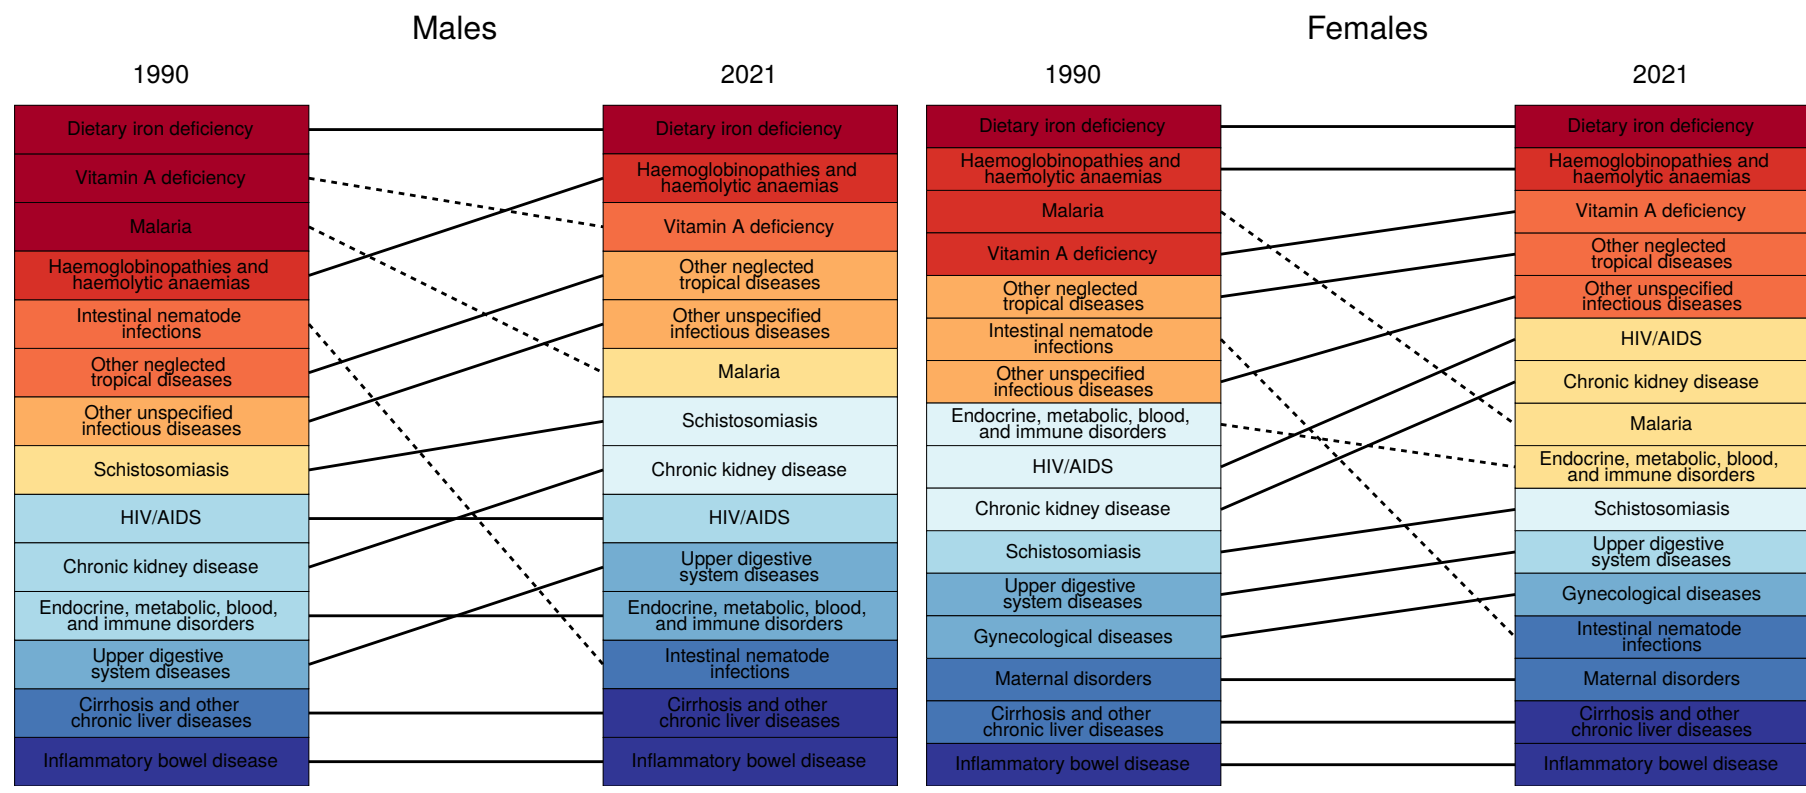 Males
1990
2021
Dietary iron deficiency
Vitamin A deficiency
Malaria
Haemoglobinopathies and
haemolytic anaemias
Intestinal nematode
infections
Other neglected
tropical diseases
Other unspecified
infectious diseases
Schistosomiasis
HIV/AIDS
Chronic kidney disease
Endocrine, metabolic, blood,
and immune disorders
Upper digestive
system diseases
Cirrhosis and other
chronic liver diseases
Inflammatory bowel disease
Dietary iron deficiency
Haemoglobinopathies and
haemolytic anaemias
Vitamin A deficiency
Other neglected
tropical diseases
Other unspecified
infectious diseases
Malaria
Schistosomiasis
Chronic kidney disease
HIV/AIDS
Upper digestive
system diseases
Endocrine, metabolic, blood,
and immune disorders
Intestinal nematode
infections
Cirrhosis and other
chronic liver diseases
Inflammatory bowel disease
Females
1990
2021
Dietary iron deficiency
Haemoglobinopathies and
haemolytic anaemias
Malaria
Vitamin A deficiency
Other neglected
tropical diseases
Intestinal nematode
infections
Other unspecified
infectious diseases
Endocrine, metabolic, blood,
and immune disorders
HIV/AIDS
Chronic kidney disease
Schistosomiasis
Upper digestive
system diseases
Gynecological diseases
Maternal disorders
Cirrhosis and other
chronic liver diseases
Inflammatory bowel disease
Dietary iron deficiency
Haemoglobinopathies and
haemolytic anaemias
Vitamin A deficiency
Other neglected
tropical diseases
Other unspecified
infectious diseases
HIV/AIDS
Chronic kidney disease
Malaria
Endocrine, metabolic, blood,
and immune disorders
Schistosomiasis
Upper digestive
system diseases
Gynecological diseases
Intestinal nematode
infections
Maternal disorders
Cirrhosis and other
chronic liver diseases
Inflammatory bowel disease